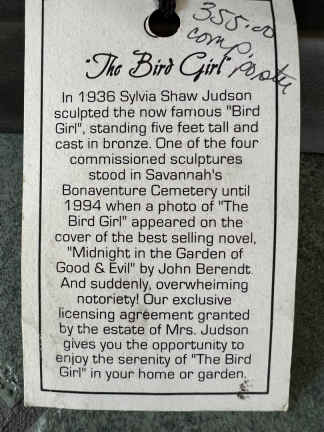 355.00
comp. poster
"The Bird Girl"
In 1936 Sylvia Shaw Judson
sculpted the now famous "Bird
Girl", standing five feet tall and
cast in bronze. One of the four
commissioned sculptures
stood in Savannah's
Bonaventure Cemetery until
1994 when a photo of "The
Bird Girl" appeared on the
cover of the best selling novel,
"Midnight in the Garden of
Good & Evil" by John Berendt.
And suddenly, overwheiming
notoriety! Our exclusive
licensing agreement granted
by the estate of Mrs. Judson
gives you the opportunity to
enjoy the serenity of "The Bird
Girl" in your home or garden.